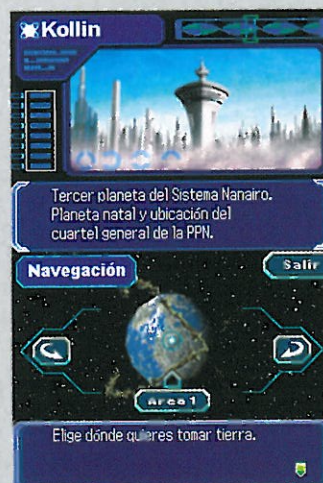 Kollin
Tercer planeta del Sistema Nanairo.
Planeta natal y ubicación del
cuartel general de la PPN.
Navegación
Salir
Area 1
Elige dónde quieres tomar tierra.